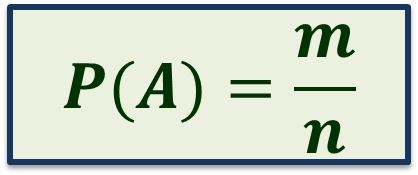 P(A) = m/n